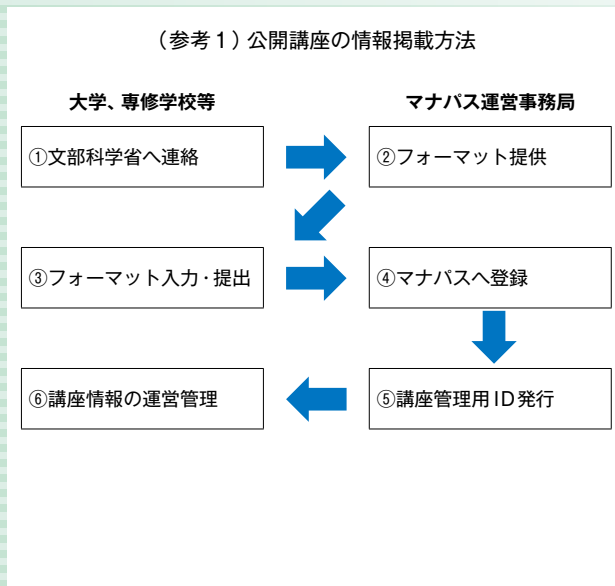 （参考１）公開講座の情報掲載方法
大学、専修学校等
マナパス運営事務局
①文部科学省へ連絡
②フォーマット提供
③フォーマット入力・提出
④マナパスへ登録
⑥講座情報の運営管理
⑤講座管理用ID発行